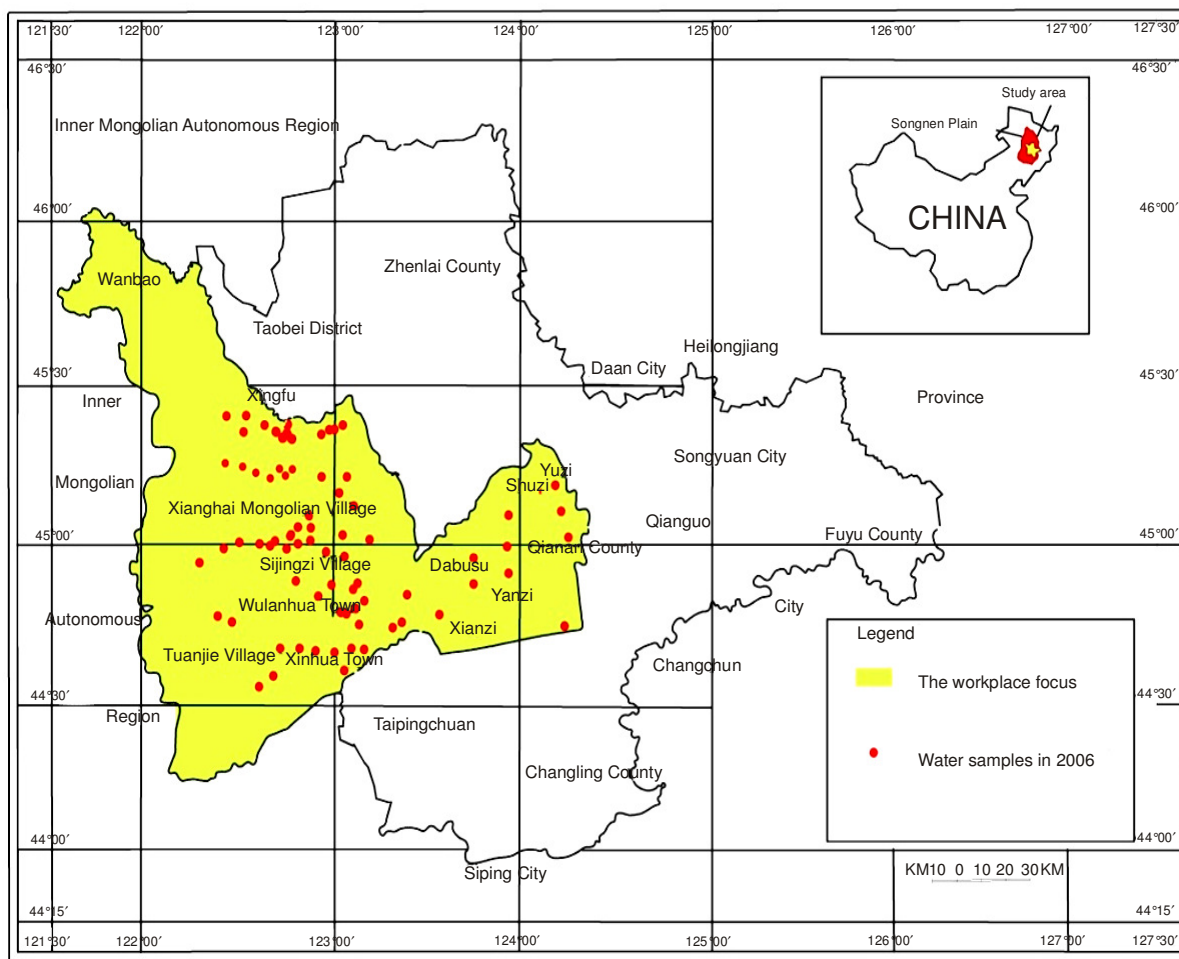 121°30′ 122°00′ 123°00′ 124°00′ 125°00′ 126°00′ 127°00′ 127°30′
46°30′ 46°30′
Study area
Songnen Plain
Inner Mongolian Autonomous Region
46°00′ 46°00′
CHINA
Zhenlai County
Wanbao
Taobei District
Heilongjiang
Daan City
45°30′ 45°30′
Xingfu
Inner
Province
Songyuan City
Yuzi
Shuzi
Mongolian
Xianghai Mongolian Village
Qianguo
Fuyu County
45°00′ 45°00′
Qianan County
Sijingzi Village
Dabusu
Yanzi
Wulanhua Town
City
Autonomous
Xianzi
Legend
Tuanjie Village
Xinhua Town
Changchun
The workplace focus
44°30′ 44°30′
Region
Taipingchuan
Water samples in 2006
Changling County
44°00′ 44°00′
Siping City
KM10 0 10 20 30KM
44°15′ 44°15′
121°30′ 122°00′ 123°00′ 124°00′ 125°00′ 126°00′ 127°00′ 127°30′